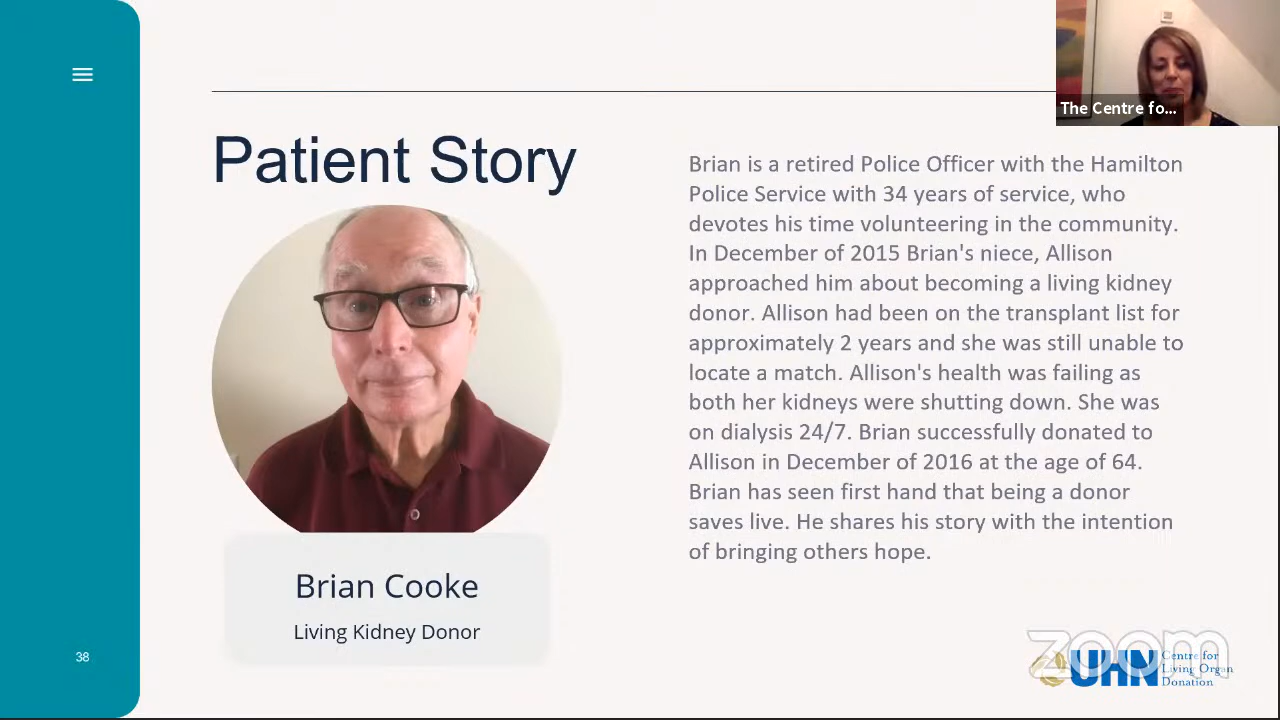 The Centre fo...
Patient Story
Brian is a retired Police Officer with the Hamilton
Police Service with 34 years of service, who
devotes his time volunteering in the community.
In December of 2015 Brian's niece, Allison
approached him about becoming a living kidney
donor. Allison had been on the transplant list for
approximately 2 years and she was still unable to
locate a match. Allison's health was failing as
both her kidneys were shutting down. She was
on dialysis 24/7. Brian successfully donated to
Allison in December of 2016 at the age of 64.
Brian has seen first hand that being a donor
saves live. He shares his story with the intention
of bringing others hope.
Brian Cooke
Living Kidney Donor
38
zoom
UHN
Centre for
Living Organ
Donation